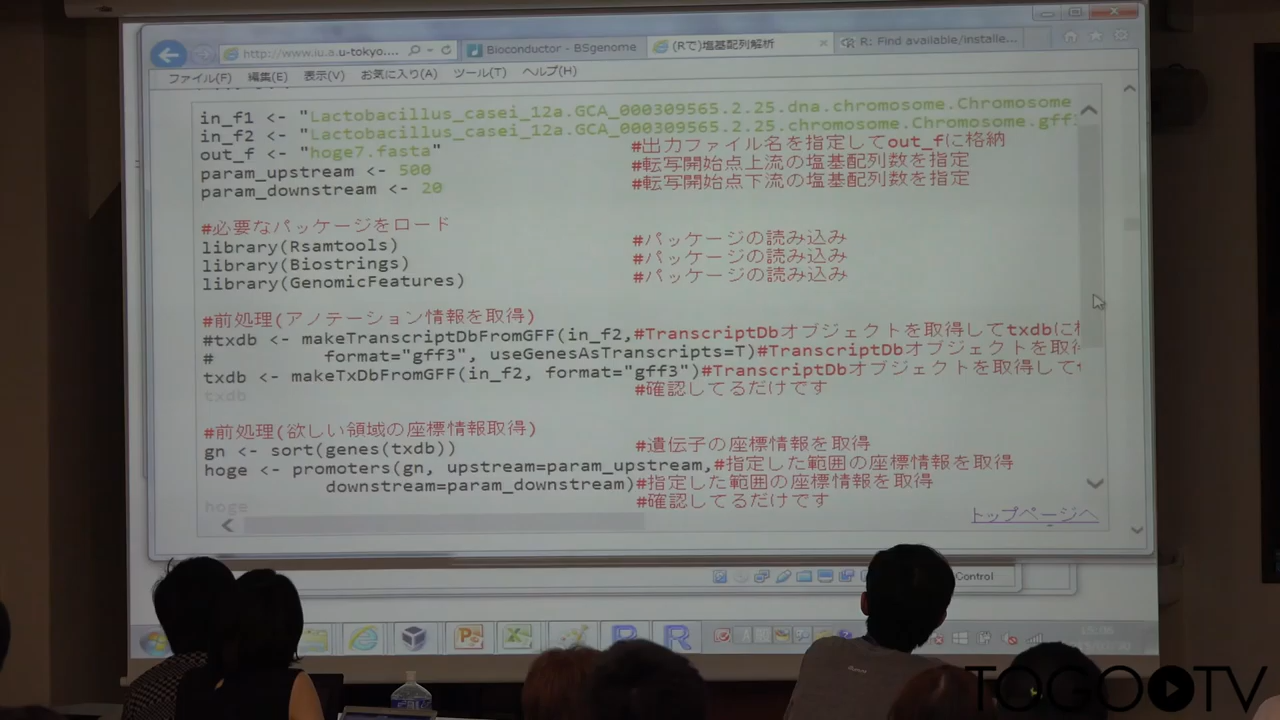 http://www.iu.a.u-tokyo....
Bioconductor - BSgenome
(Rで)塩基配列解析
R: Find available/installe...
ファイル(F) 編集(E) 表示(V) お気に入り(A) ツール(T) ヘルプ(H)
in_f1 <- "Lactobacillus_casei_12a.GCA_000309565.2.25.dna.chromosome.Chromosome
in_f2 <- "Lactobacillus_casei_12a.GCA_000309565.2.25.chromosome.Chromosome.gff3
out_f <- "hoge7.fasta" #出力ファイル名を指定してout_fに格納
param_upstream <- 500 #転写開始点上流の塩基配列数を指定
param_downstream <- 20 #転写開始点下流の塩基配列数を指定
#必要なパッケージをロード
library(Rsamtools) #パッケージの読み込み
library(Biostrings) #パッケージの読み込み
library(GenomicFeatures) #パッケージの読み込み
#前処理(アノテーション情報を取得)
#txdb <- makeTranscriptDbFromGFF(in_f2,#TranscriptDbオブジェクトを取得してtxdbに
# format="gff3", useGenesAsTranscripts=T)#TranscriptDbオブジェクトを取
txdb <- makeTxDbFromGFF(in_f2, format="gff3")#TranscriptDbオブジェクトを取得して
txdb #確認してるだけです
#前処理(欲しい領域の座標情報取得)
gn <- sort(genes(txdb)) #遺伝子の座標情報を取得
hoge <- promoters(gn, upstream=param_upstream,#指定した範囲の座標情報を取得
downstream=param_downstream)#指定した範囲の座標情報を取得
hoge #確認してるだけです
トップページへ
Control
TOGOTV